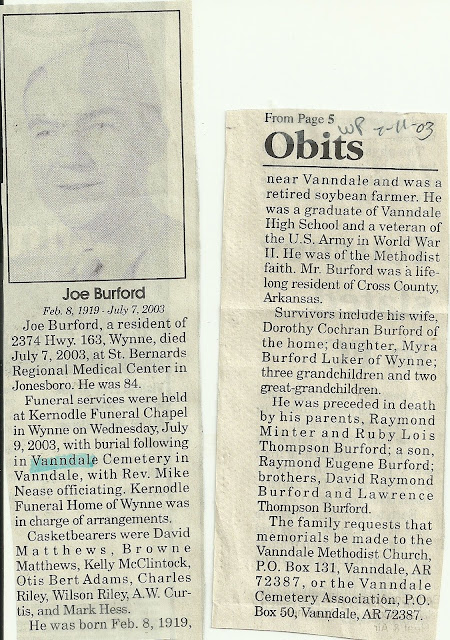 Joe Burford
Feb. 8, 1919 - July 7, 2003
Joe Burford, a resident of
2374 Hwy. 163, Wynne, died
July 7, 2003, at St. Bernards
Regional Medical Center in
Jonesboro. He was 84.
Funeral services were held
at Kernodle Funeral Chapel
in Wynne on Wednesday, July
9, 2003, with burial following
in Vanndale Cemetery in
Vanndale, with Rev. Mike
Nease officiating. Kernodle
Funeral Home of Wynne was
in charge of arrangements.
Casketbearers were David
Matthews, Browne
Matthews, Kelly McClintock,
Otis Bert Adams, Charles
Riley, Wilson Riley, A.W. Cur-
tis, and Mark Hess.
He was born Feb. 8, 1919,
From Page 5
WP 7-11-03
Obits
near Vanndale and was a
retired soybean farmer. He
was a graduate of Vanndale
High School and a veteran of
the U.S. Army in World War
II. He was of the Methodist
faith. Mr. Burford was a life-
long resident of Cross County,
Arkansas.
Survivors include his wife,
Dorothy Cochran Burford of
the home; daughter, Myra
Burford Luker of Wynne;
three grandchildren and two
great-grandchildren.
He was preceded in death
by his parents, Raymond
Minter and Ruby Lois
Thompson Burford; a son,
Raymond Eugene Burford;
brothers, David Raymond
Burford and Lawrence
Thompson Burford.
The family requests that
memorials be made to the
Vanndale Methodist Church,
P.O. Box 131, Vanndale, AR
72387, or the Vanndale
Cemetery Association, P.O.
Box 50, Vanndale, AR 72387.